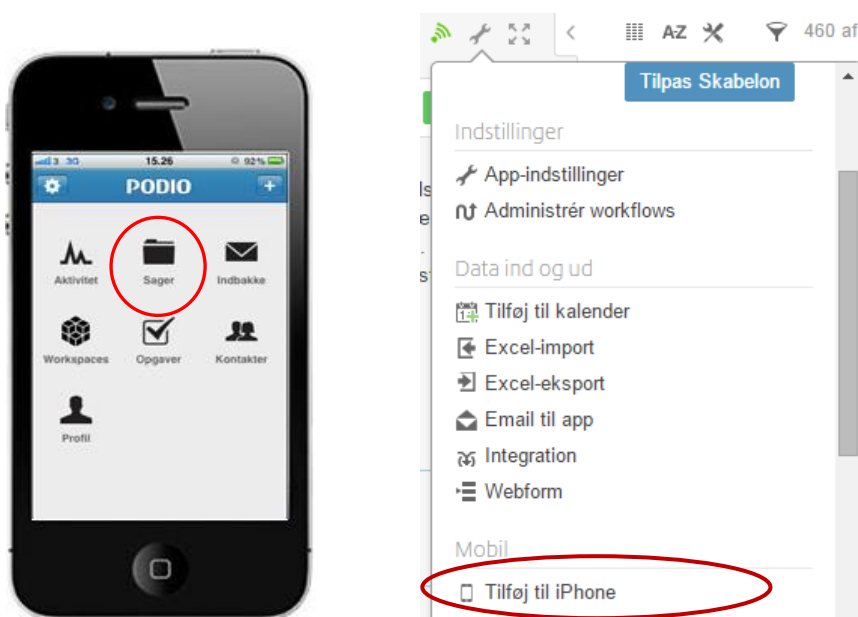 3 3G 15.26 92%
PODIO
Aktivitet Sager Indbakke
Workspaces Opgaver Kontakter
Profil
A-Z 460 af
Tilpas Skabelon
Indstillinger
App-indstillinger
Administrér workflows
Data ind og ud
Tilføj til kalender
Excel-import
Excel-eksport
Email til app
Integration
Webform
Mobil
Tilføj til iPhone